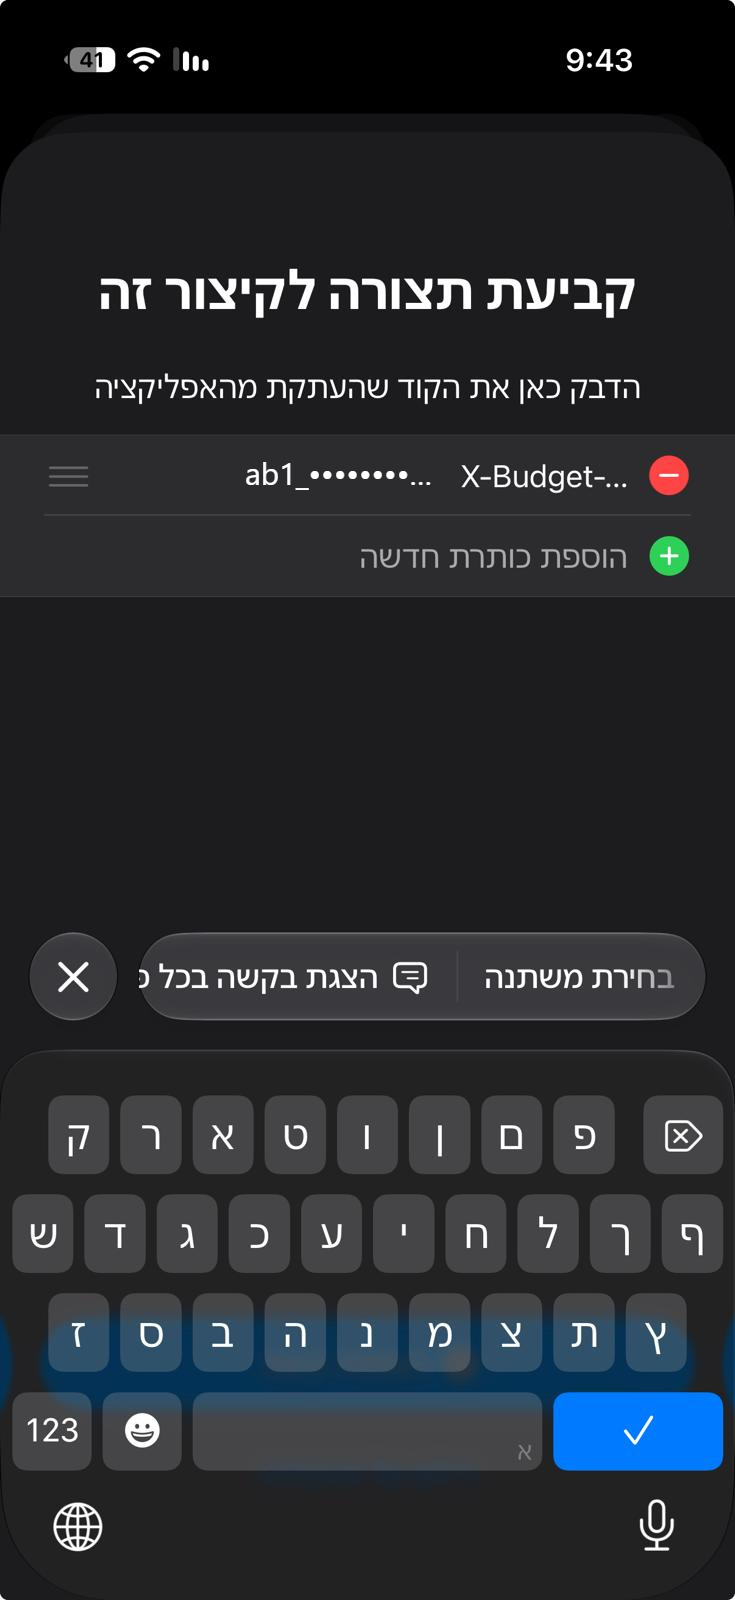 41
9:43
קביעת תצורה לקיצור זה
הדבק כאן את הקוד שהעתקת מהאפליקציה
X-Budget-... ab1_••••••••...
הוספת כותרת חדשה
בחירת משתנה הצגת בקשה בכל
ק ר א ט ו ן ם פ
ש ד ג כ ע י ח ל ך ף
ז ס ב ה נ מ צ ת ץ
123 א